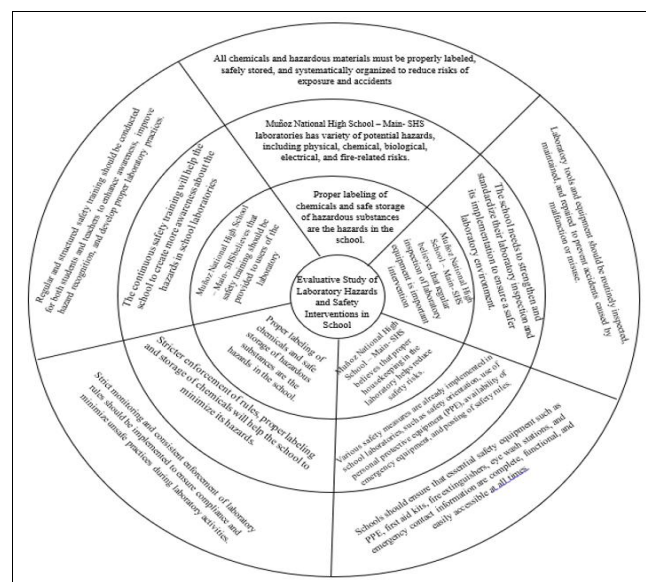 All chemicals and hazardous materials must be properly labeled,
safely stored, and systematically organized to reduce risks of
exposure and accidents
Muñoz National High School – Main- SHS
laboratories has variety of potential hazards,
including physical, chemical, biological,
electrical, and fire-related risks.
Proper labeling of
chemicals and safe storage
of hazardous substances
are the hazards in the
school.
Evaluative Study of
Laboratory Hazards
and Safety
Interventions in
School
Laboratory tools and equipment should be routinely inspected,
maintained, and repaired to prevent accidents caused by
malfunction or misuse.
The school needs to strengthen and
standardize their laboratory inspection and
its implementation to ensure a safer
laboratory environment.
Muñoz National High
School – Main – SHS
believes that regular
inspection of laboratory
equipment is important
intervention
Schools should ensure that essential safety equipment such as
PPE, first aid kits, fire extinguishers, eye wash stations, and
emergency contact information are complete, functional, and
easily accessible at all times.
Various safety measures are already implemented in
school laboratories, such as safety orientation, use of
personal protective equipment (PPE), availability of
emergency equipment, and posting of safety rules.
Muñoz National High
School – Main – SHS
believes that proper
housekeeping in the
laboratory helps reduce
safety risks.
Strict monitoring and consistent enforcement of laboratory
rules should be implemented to ensure compliance and
minimize unsafe practices during laboratory activities.
Stricter enforcement of rules, proper labeling
and storage of chemicals will help the school to
minimize its hazards
Proper labeling of
chemicals and safe
storage of hazardous
substances are the
hazards in the school.
Regular and structured safety training should be conducted
for both students and teachers to enhance awareness, improve
hazard recognition, and develop proper laboratory practices.
The continuous safety training will help the
school to create more awareness about the
hazards in school laboratories
Muñoz National High School
– Main– SHSbelieves that
safety training should be
provided to users of the
laboratory